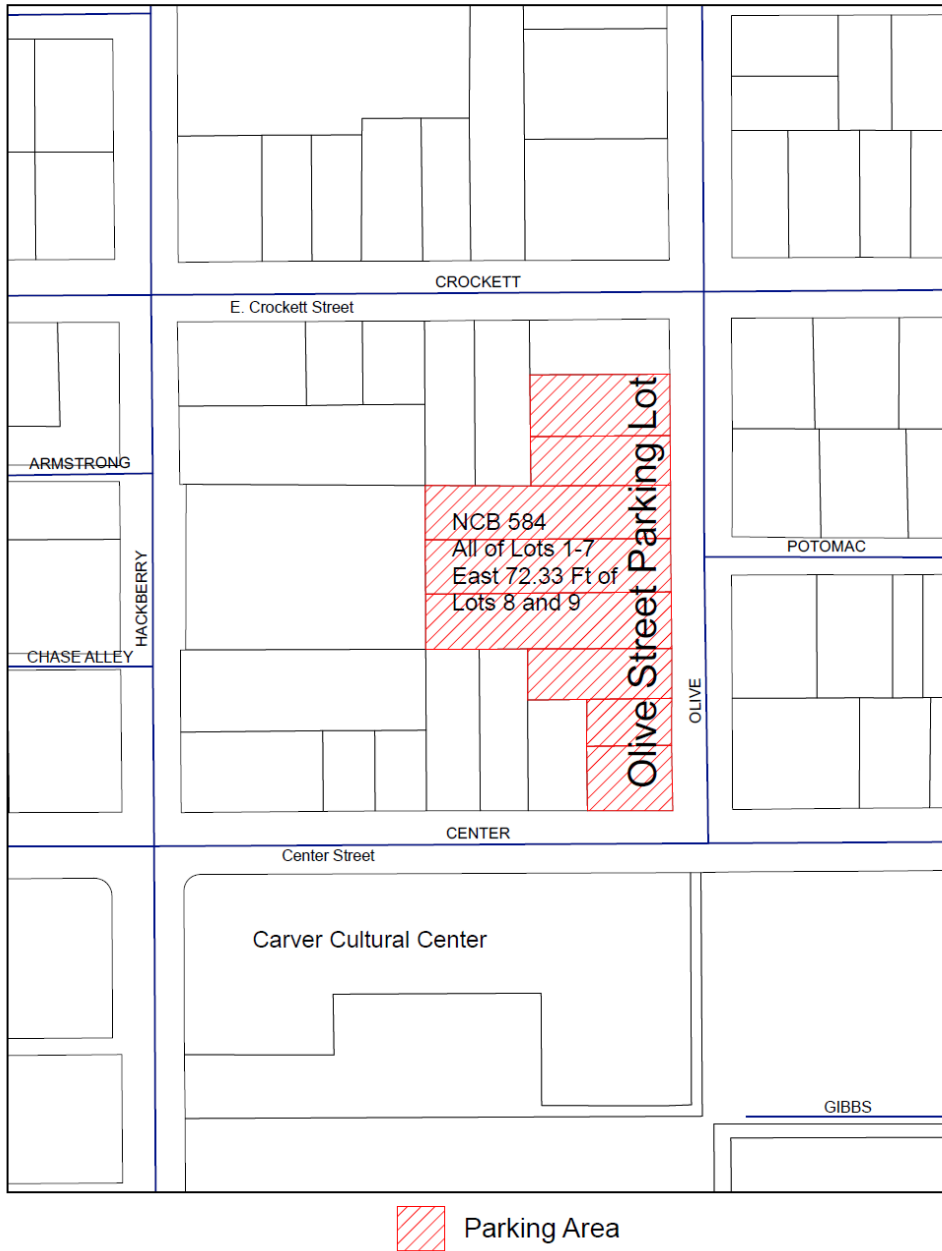 CROCKETT
E. Crockett Street
ARMSTRONG
HACKBERRY
CHASE ALLEY
NCB 584
All of Lots 1-7
East 72.33 Ft of
Lots 8 and 9
Olive Street Parking Lot
OLIVE
POTOMAC
CENTER
Center Street
Carver Cultural Center
GIBBS
Parking Area